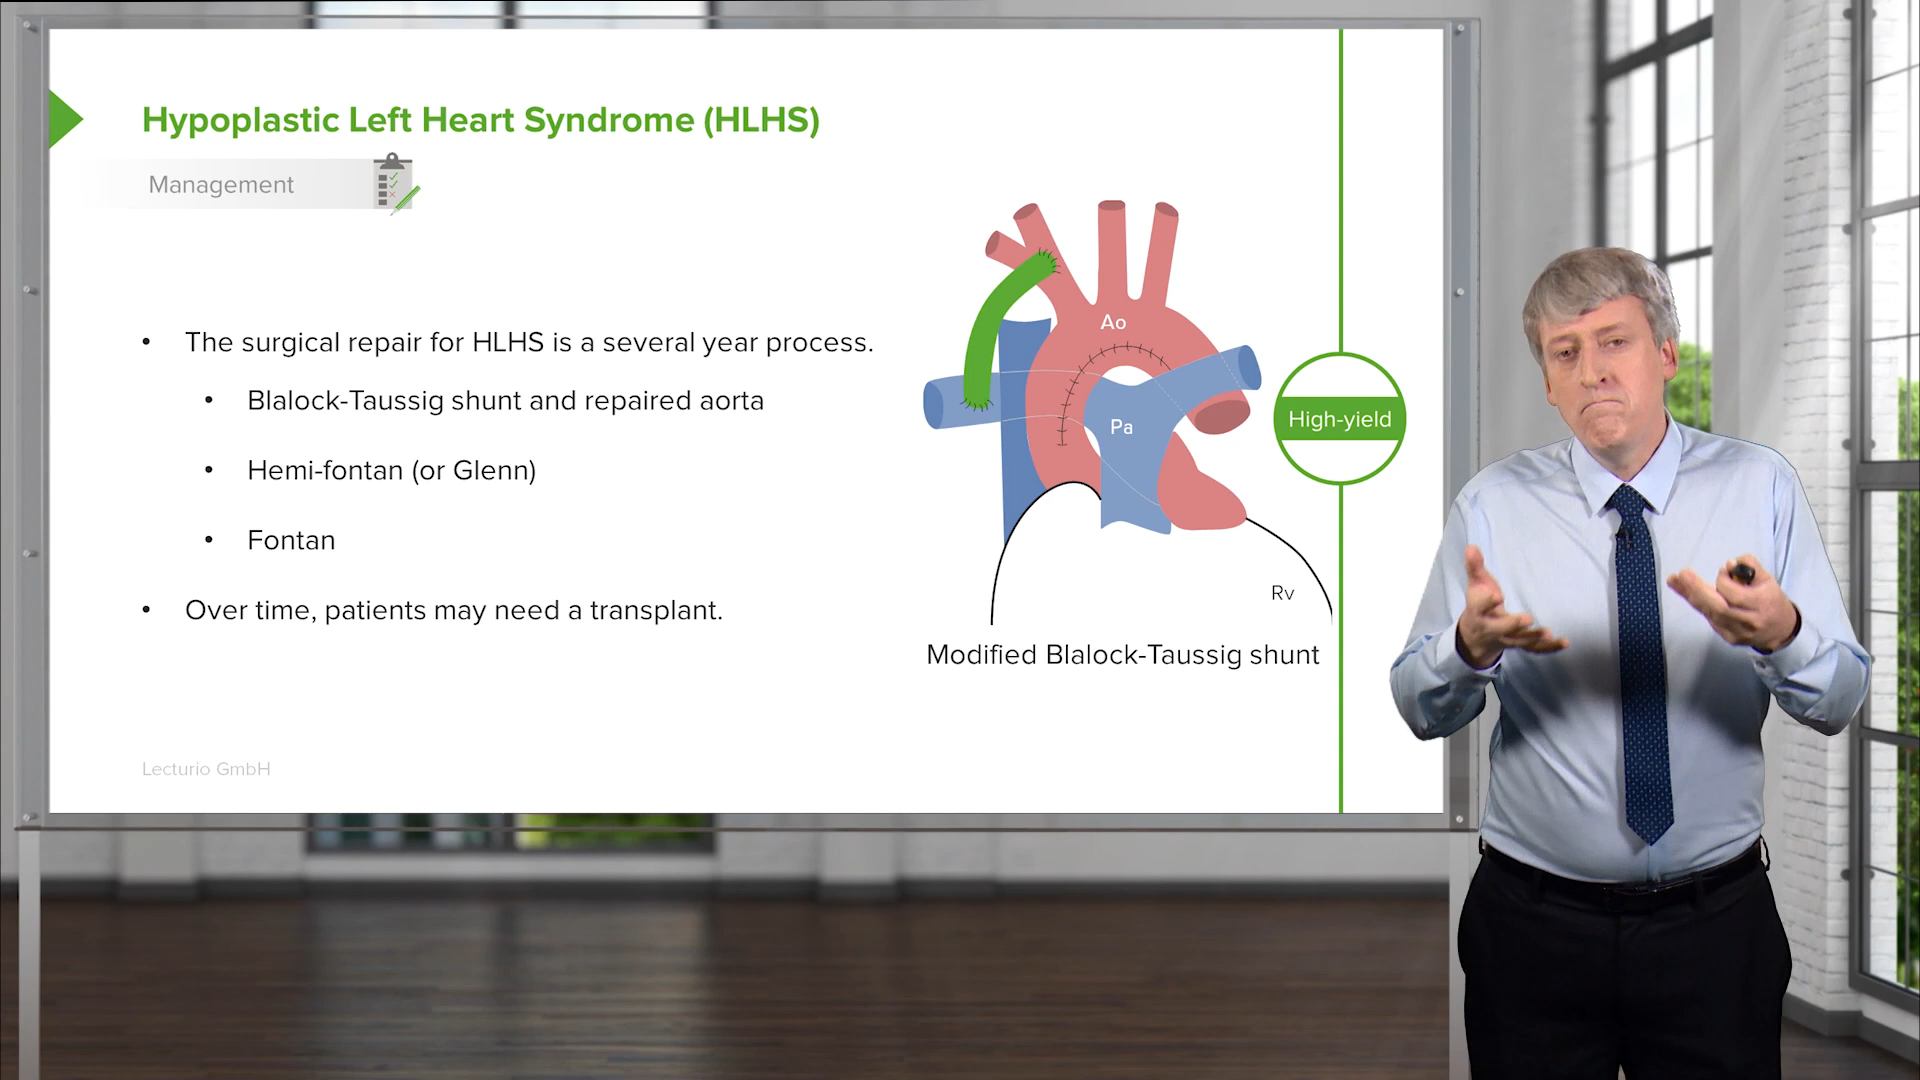 Hypoplastic Left Heart Syndrome (HLHS)
Management
• The surgical repair for HLHS is a several year process.
• Blalock-Taussig shunt and repaired aorta
• Hemi-fontan (or Glenn)
• Fontan
• Over time, patients may need a transplant.
Ao
Pa
Rv
Modified Blalock-Taussig shunt
High-yield
Lecturio GmbH